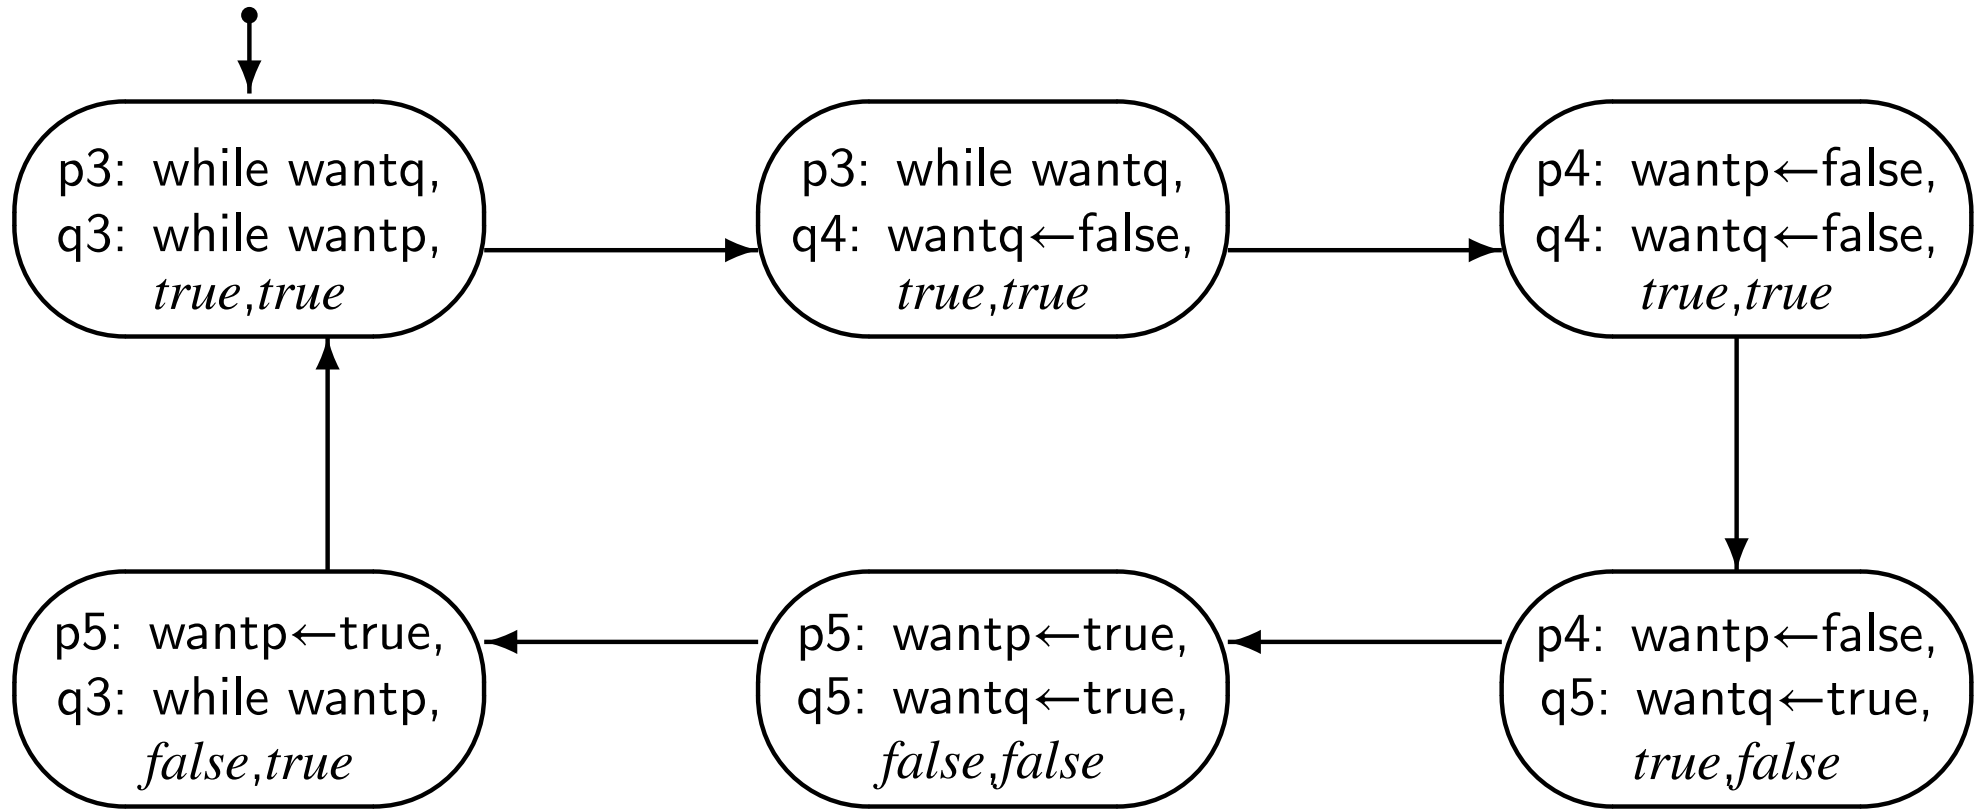 p3: while wantq,
q3: while wantp,
true,true
p3: while wantq,
q4: wantq←false,
true,true
p4: wantp←false,
q4: wantq←false,
true,true
p5: wantp←true,
q3: while wantp,
false,true
p5: wantp←true,
q5: wantq←true,
false,false
p4: wantp←false,
q5: wantq←true,
true,false